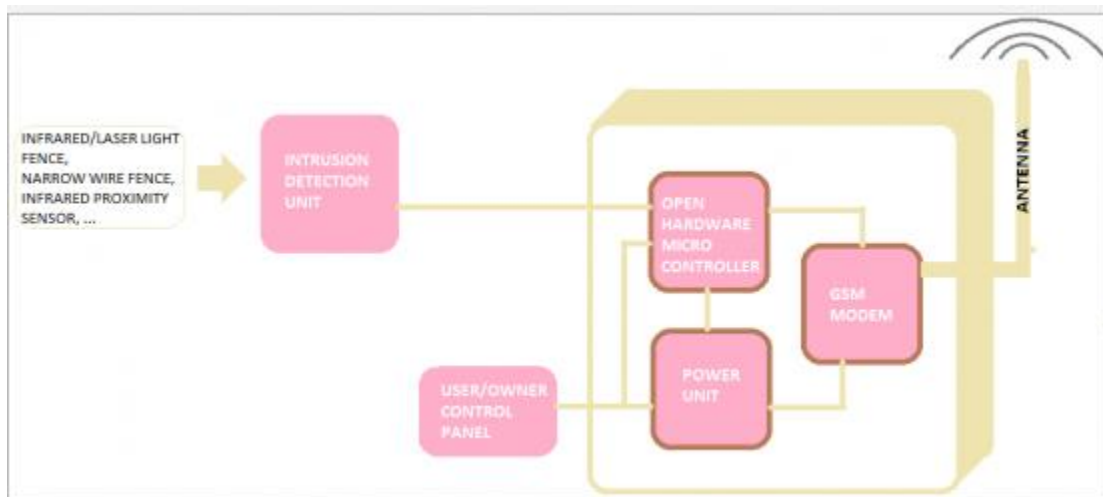 INFRARED/LASER LIGHT
FENCE,
NARROW WIRE FENCE,
INFRARED PROXIMITY
SENSOR, ...
INTRUSION
DETECTION
UNIT
OPEN
HARDWARE
MICRO
CONTROLLER
GSM
MODEM
POWER
UNIT
USER/OWNER
CONTROL
PANEL
ANTENNA